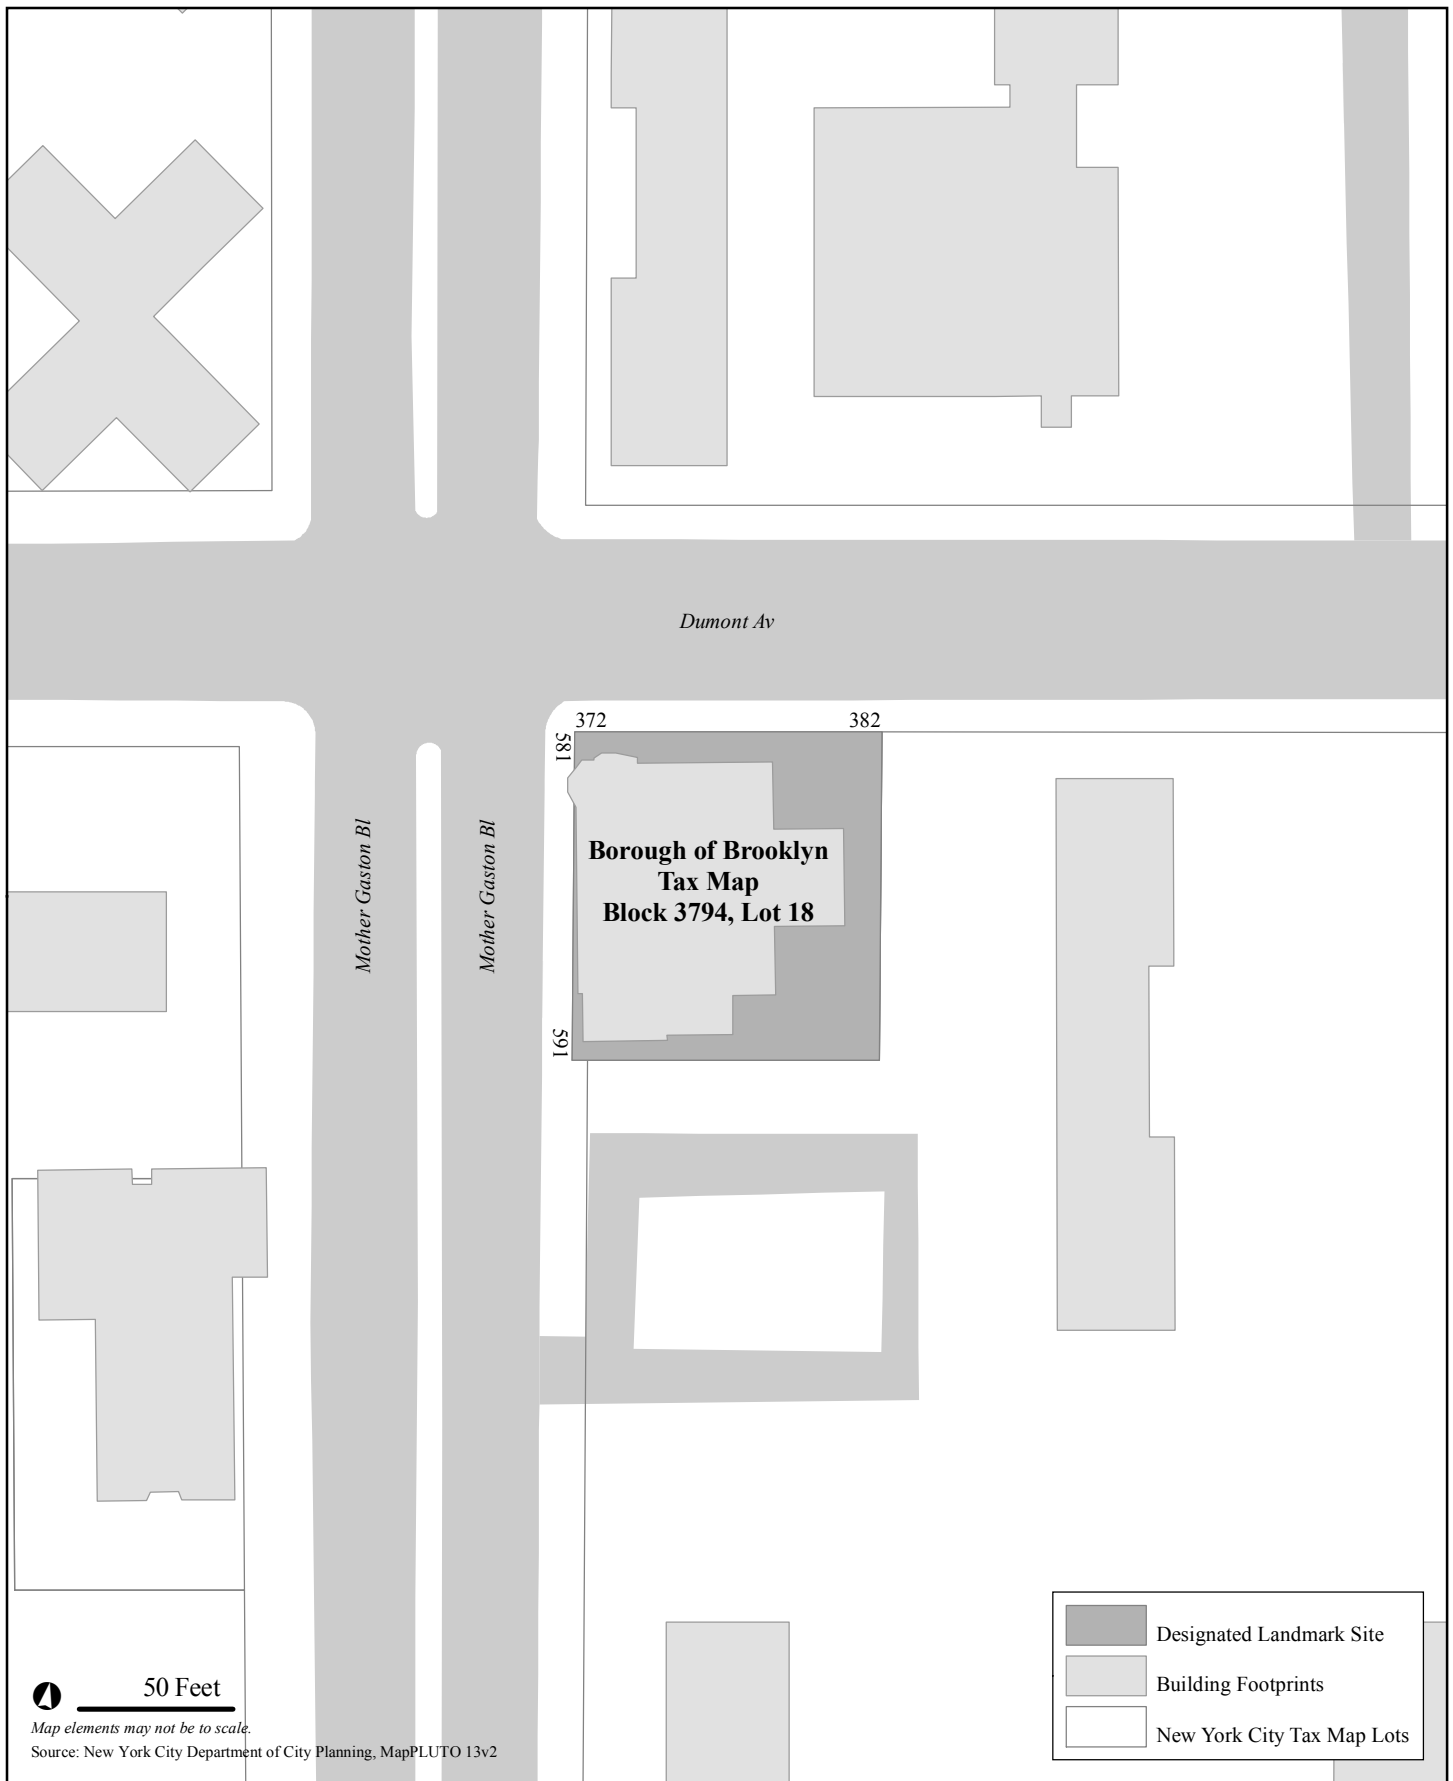 Dumont Av
372
382
581
Mother Gaston Bl
Mother Gaston Bl
Borough of Brooklyn
Tax Map
Block 3794, Lot 18
591
Designated Landmark Site
Building Footprints
New York City Tax Map Lots
50 Feet
Map elements may not be to scale.
Source: New York City Department of City Planning, MapPLUTO 13v2